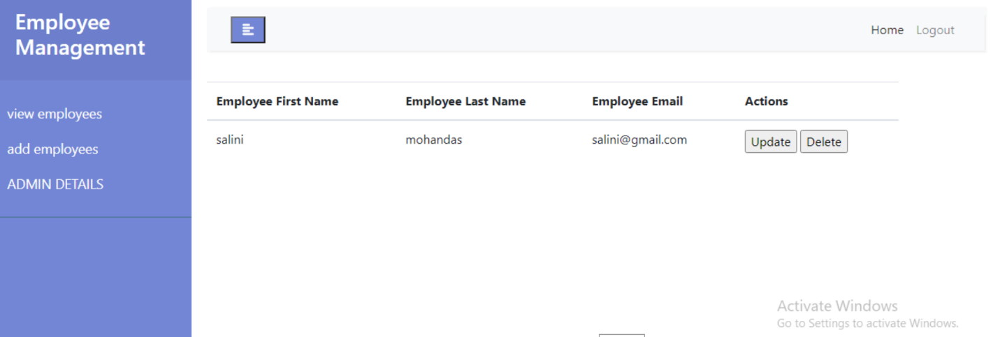 Employee
Management
view employees
add employees
ADMIN DETAILS
Home Logout
Employee First Name Employee Last Name Employee Email Actions
salini mohandas salini@gmail.com Update Delete
Activate Windows
Go to Settings to activate Windows.